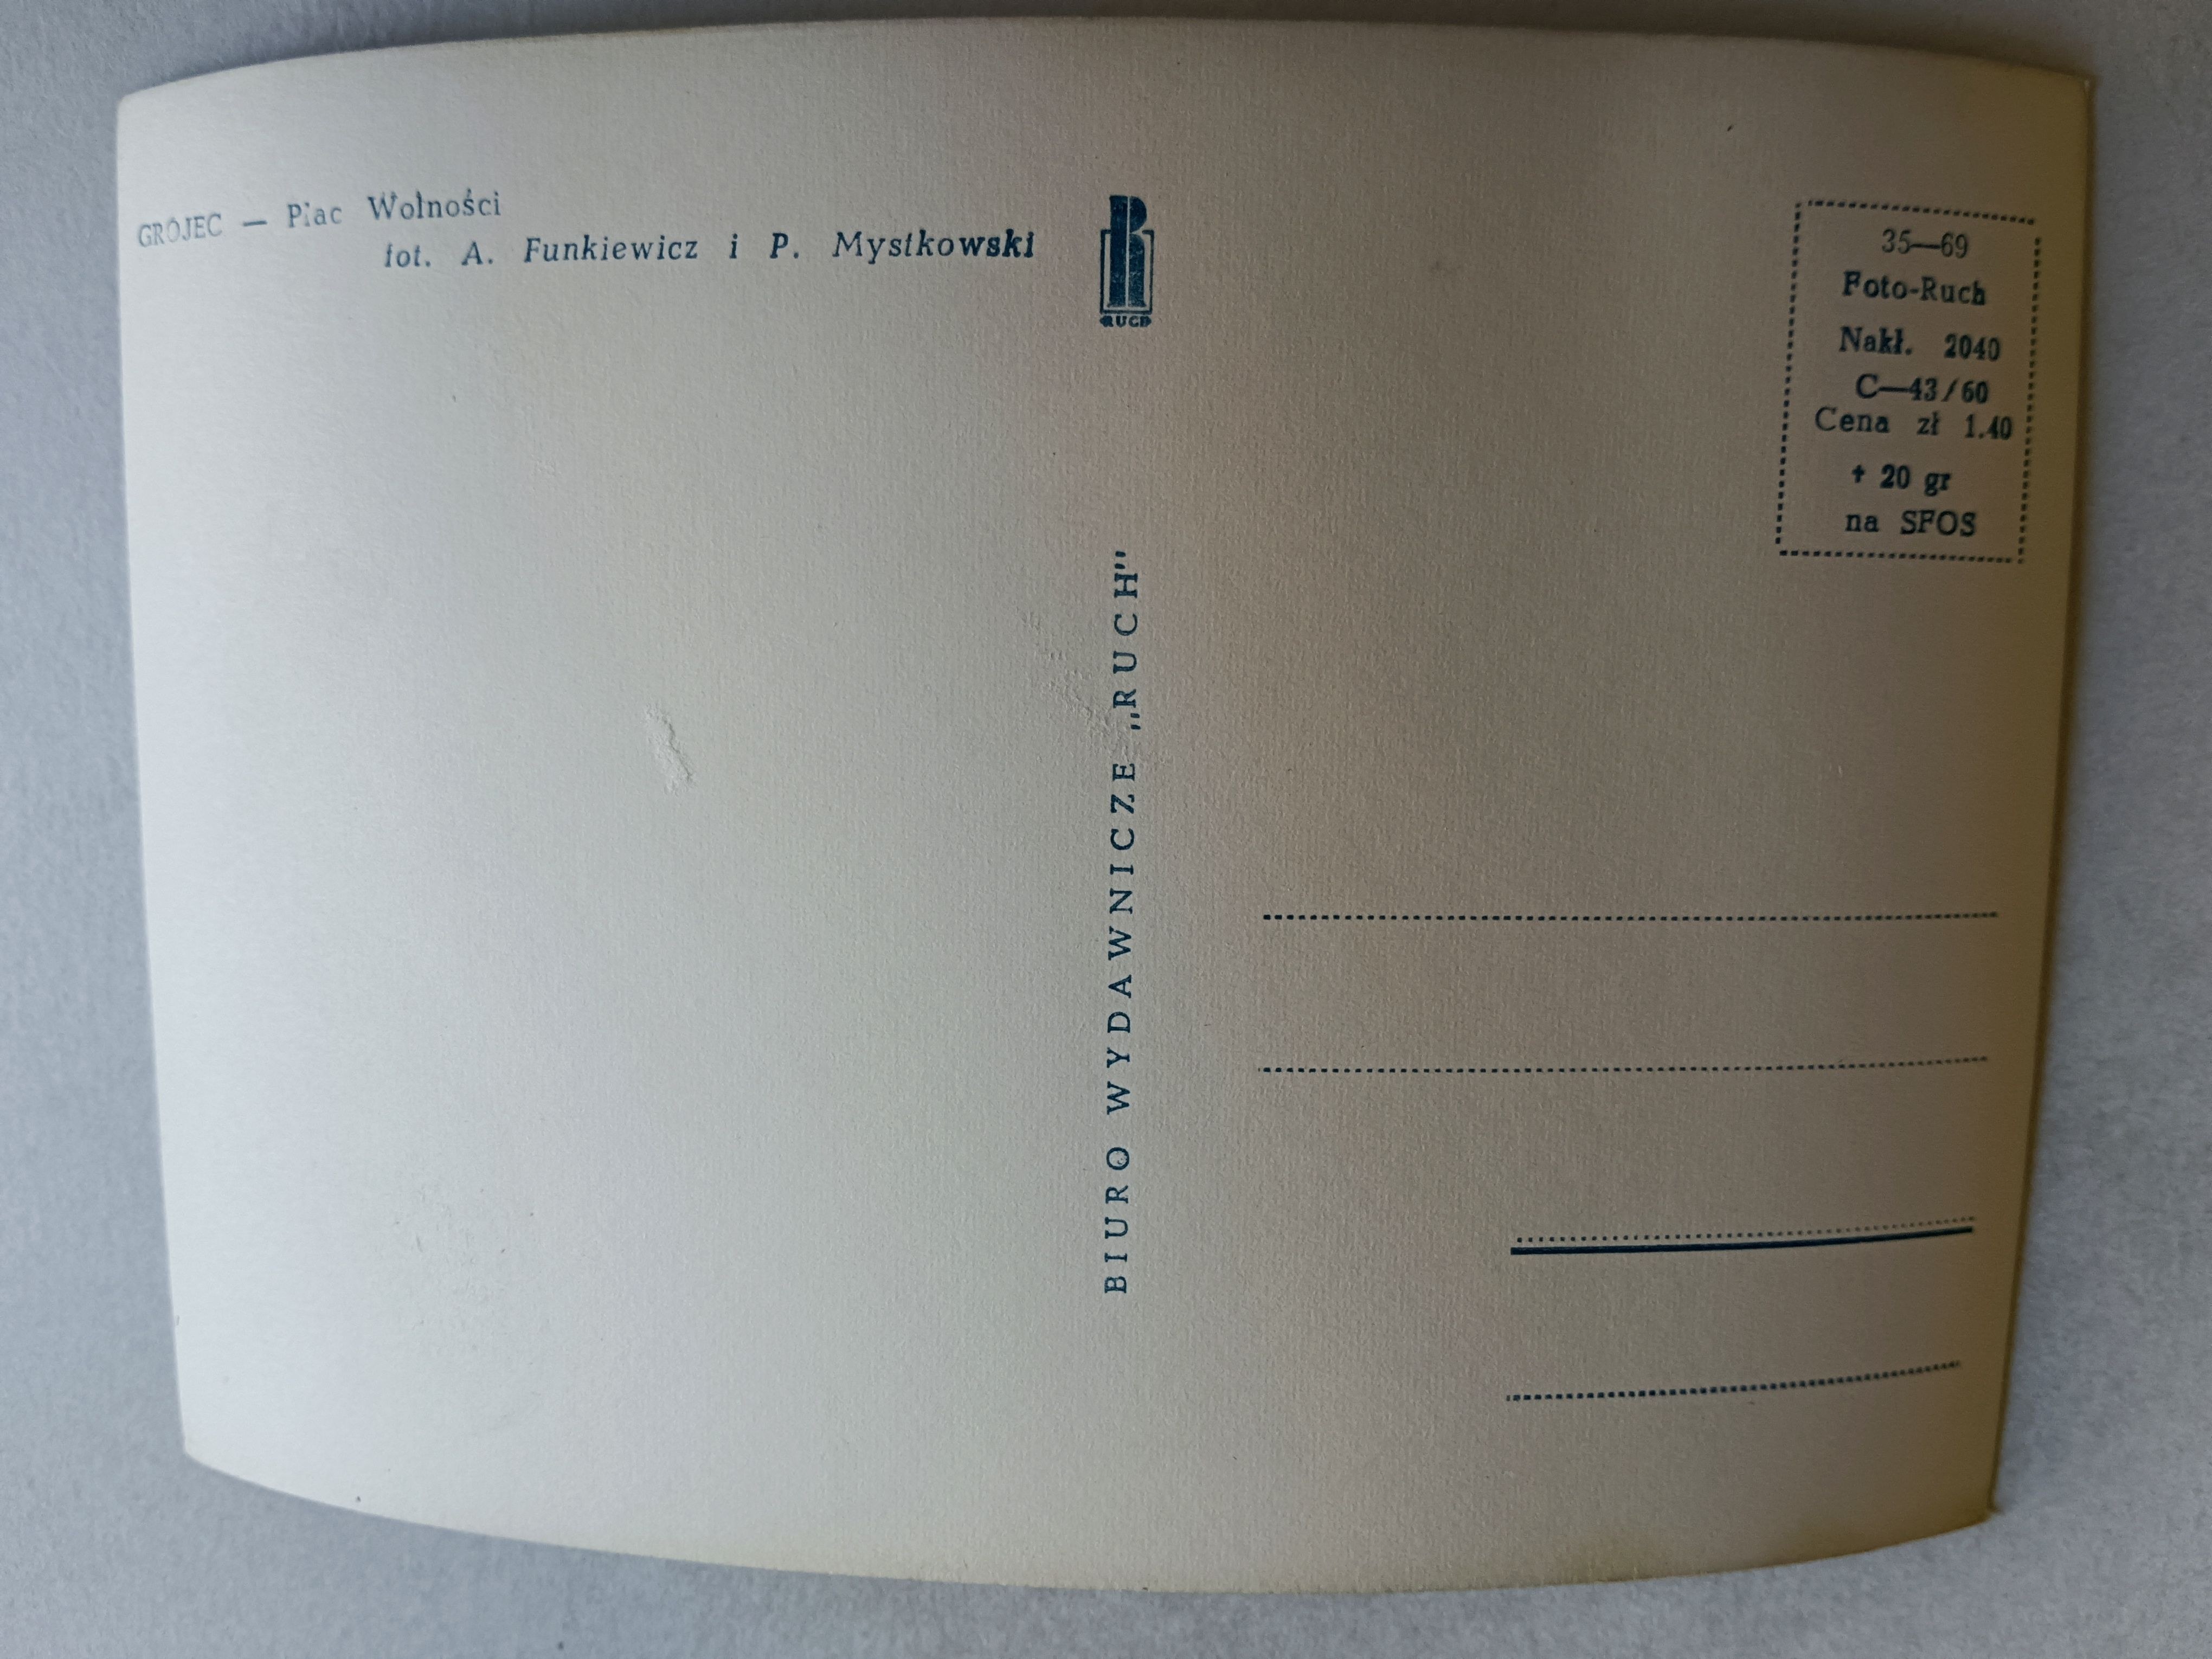 GRÓJEC — Plac Wolności
fot. A. Funkiewicz i P. Mystkowski
RUCH
BIURO WYDAWNICZE „RUCH"
35—69
Foto-Ruch
Nakł. 2040
C—43/60
Cena zł 1.40
+ 20 gr
na SFOS